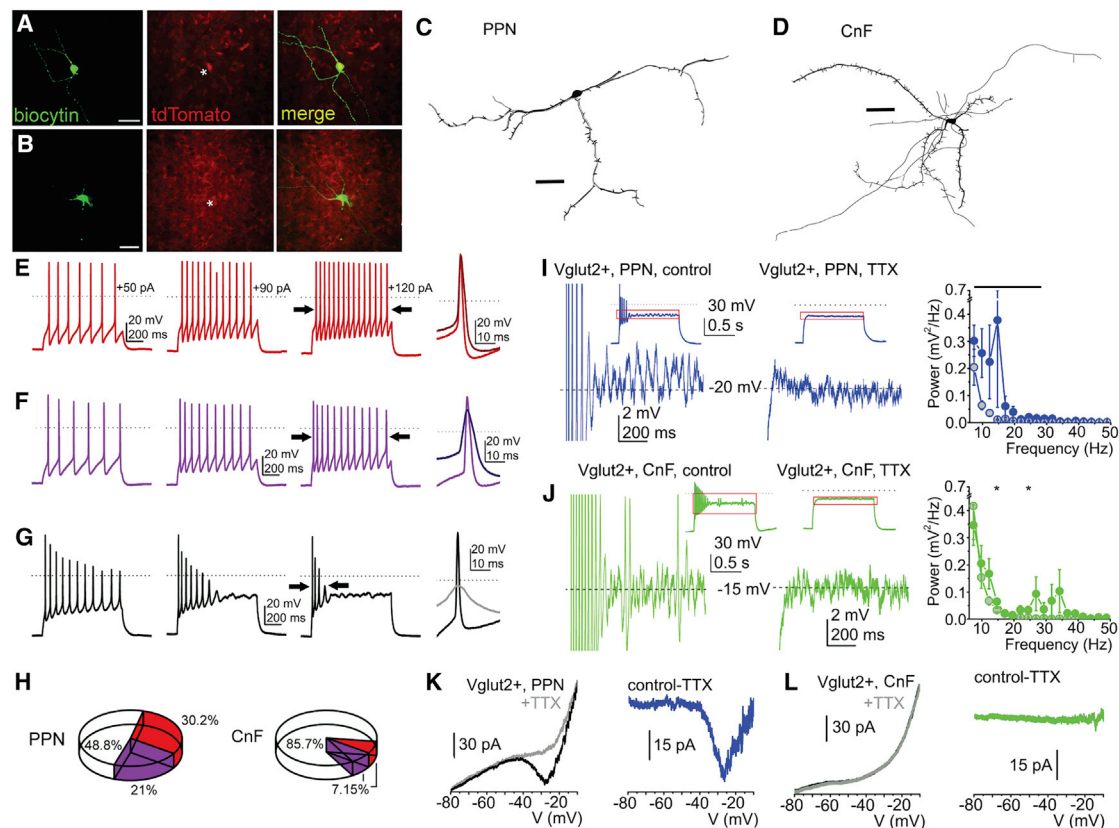 A
biocytin
tdTomato
*
merge
B
*
C
PPN
D
CnF
E
+50 pA
20 mV
200 ms
+90 pA
+120 pA
20 mV
10 ms
F
20 mV
200 ms
20 mV
10 ms
G
20 mV
200 ms
20 mV
10 ms
H
PPN
48.8%
30.2%
21%
CnF
85.7%
7.15%
I
Vglut2+, PPN, control
30 mV
0.5 s
-20 mV
2 mV
200 ms
Vglut2+, PPN, TTX
Power (mV²/Hz)
0.7
0.4
0.3
0.2
0.1
0.0
10 20 30 40 50
Frequency (Hz)
J
Vglut2+, CnF, control
30 mV
0.5 s
-15 mV
Vglut2+, CnF, TTX
2 mV
200 ms
* *
Power (mV²/Hz)
0.7
0.4
0.3
0.2
0.1
0.0
10 20 30 40 50
Frequency (Hz)
K
Vglut2+, PPN
+TTX
30 pA
-80 -60 -40 -20
V (mV)
control-TTX
15 pA
-80 -60 -40 -20
V (mV)
L
Vglut2+, CnF
+TTX
30 pA
-80 -60 -40 -20
V (mV)
control-TTX
15 pA
-80 -60 -40 -20
V (mV)